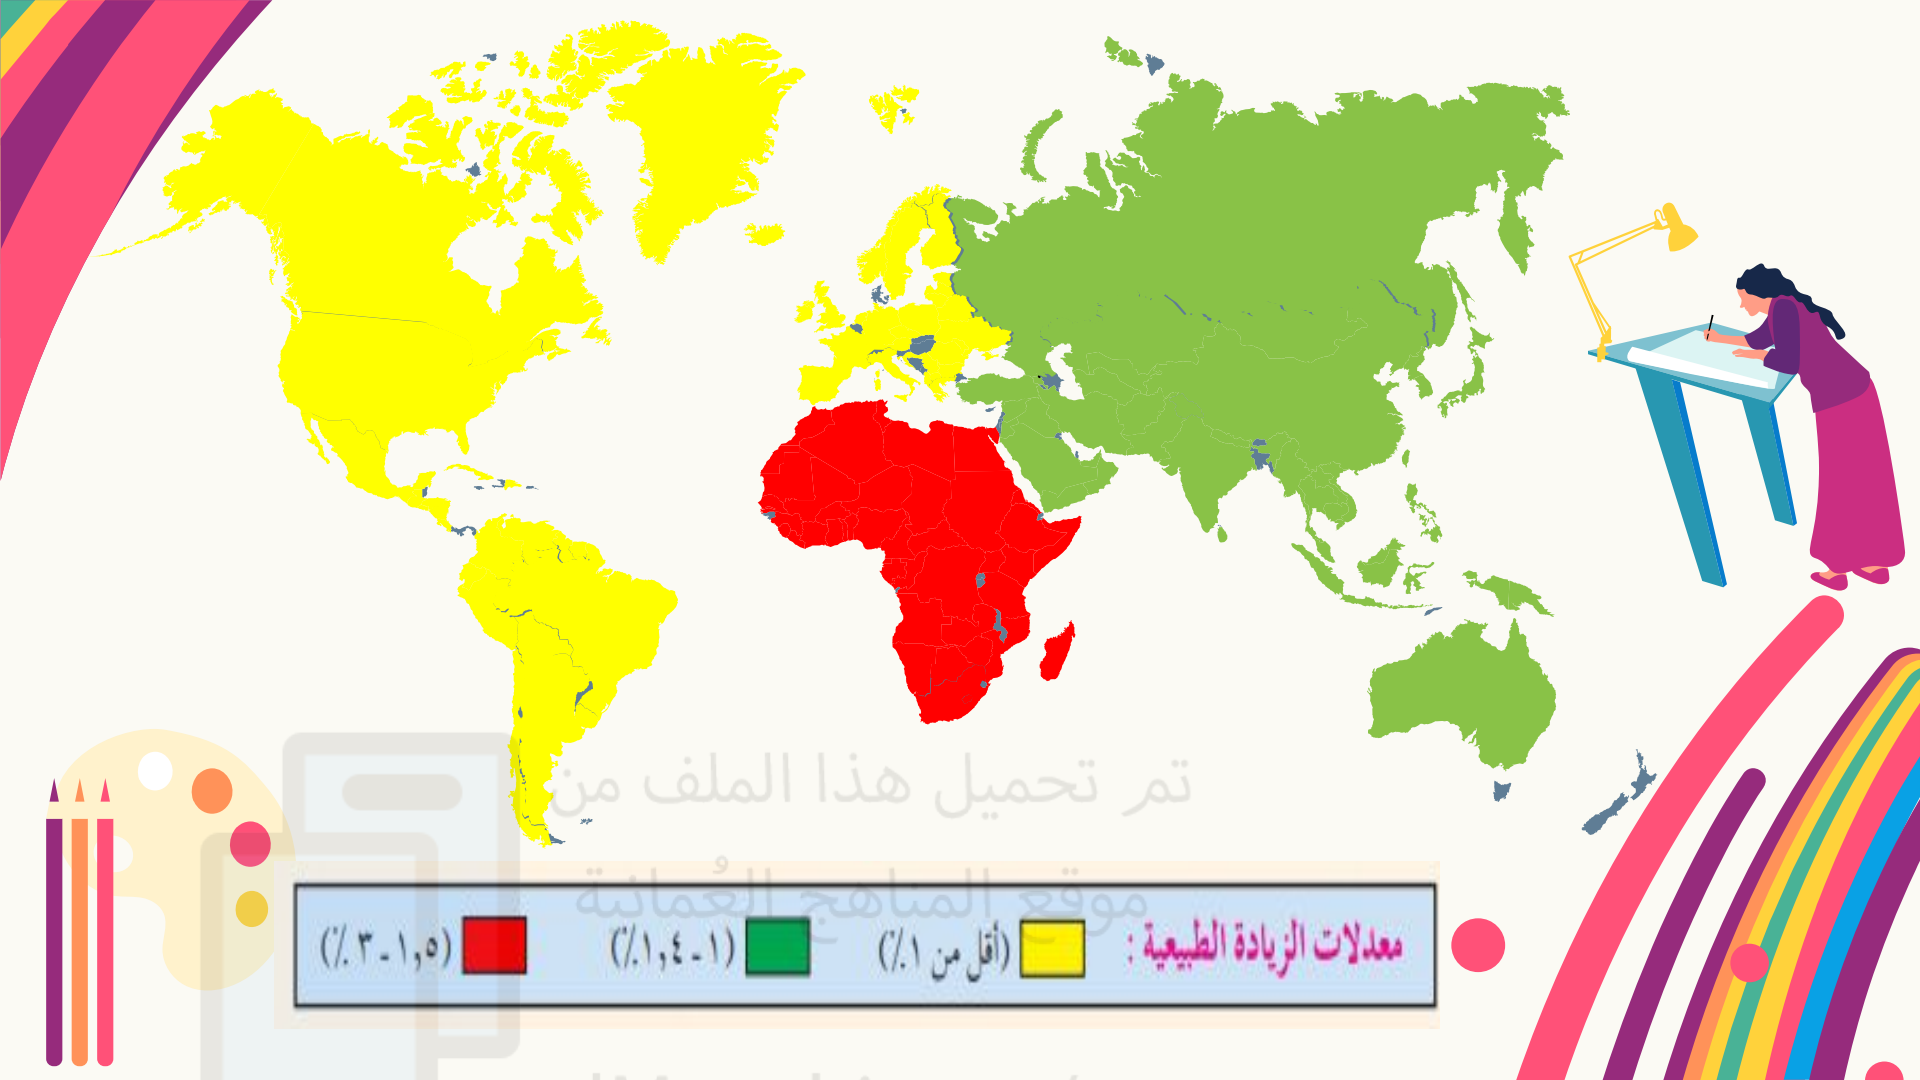 تم تحميل هذا الملف من
موقع المناهج العُمانية
معدلات الزيادة الطبيعية : (أقل من ١٪) (١ - ١,٤٪) (١,٥ - ٣ ٪)